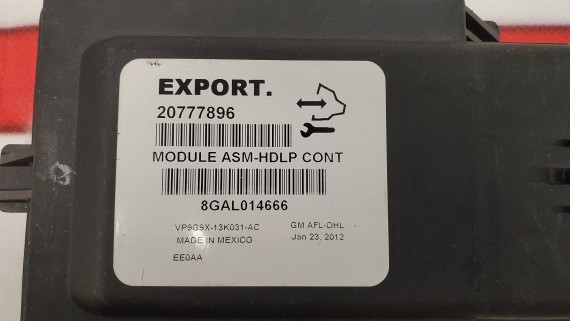 EXPORT.
20777896
MODULE ASM-HDLP CONT
8GAL014666
VP9G9X-13K031-AC GM AFL-DHL
MADE IN MEXICO Jan 23, 2012
EE0AA